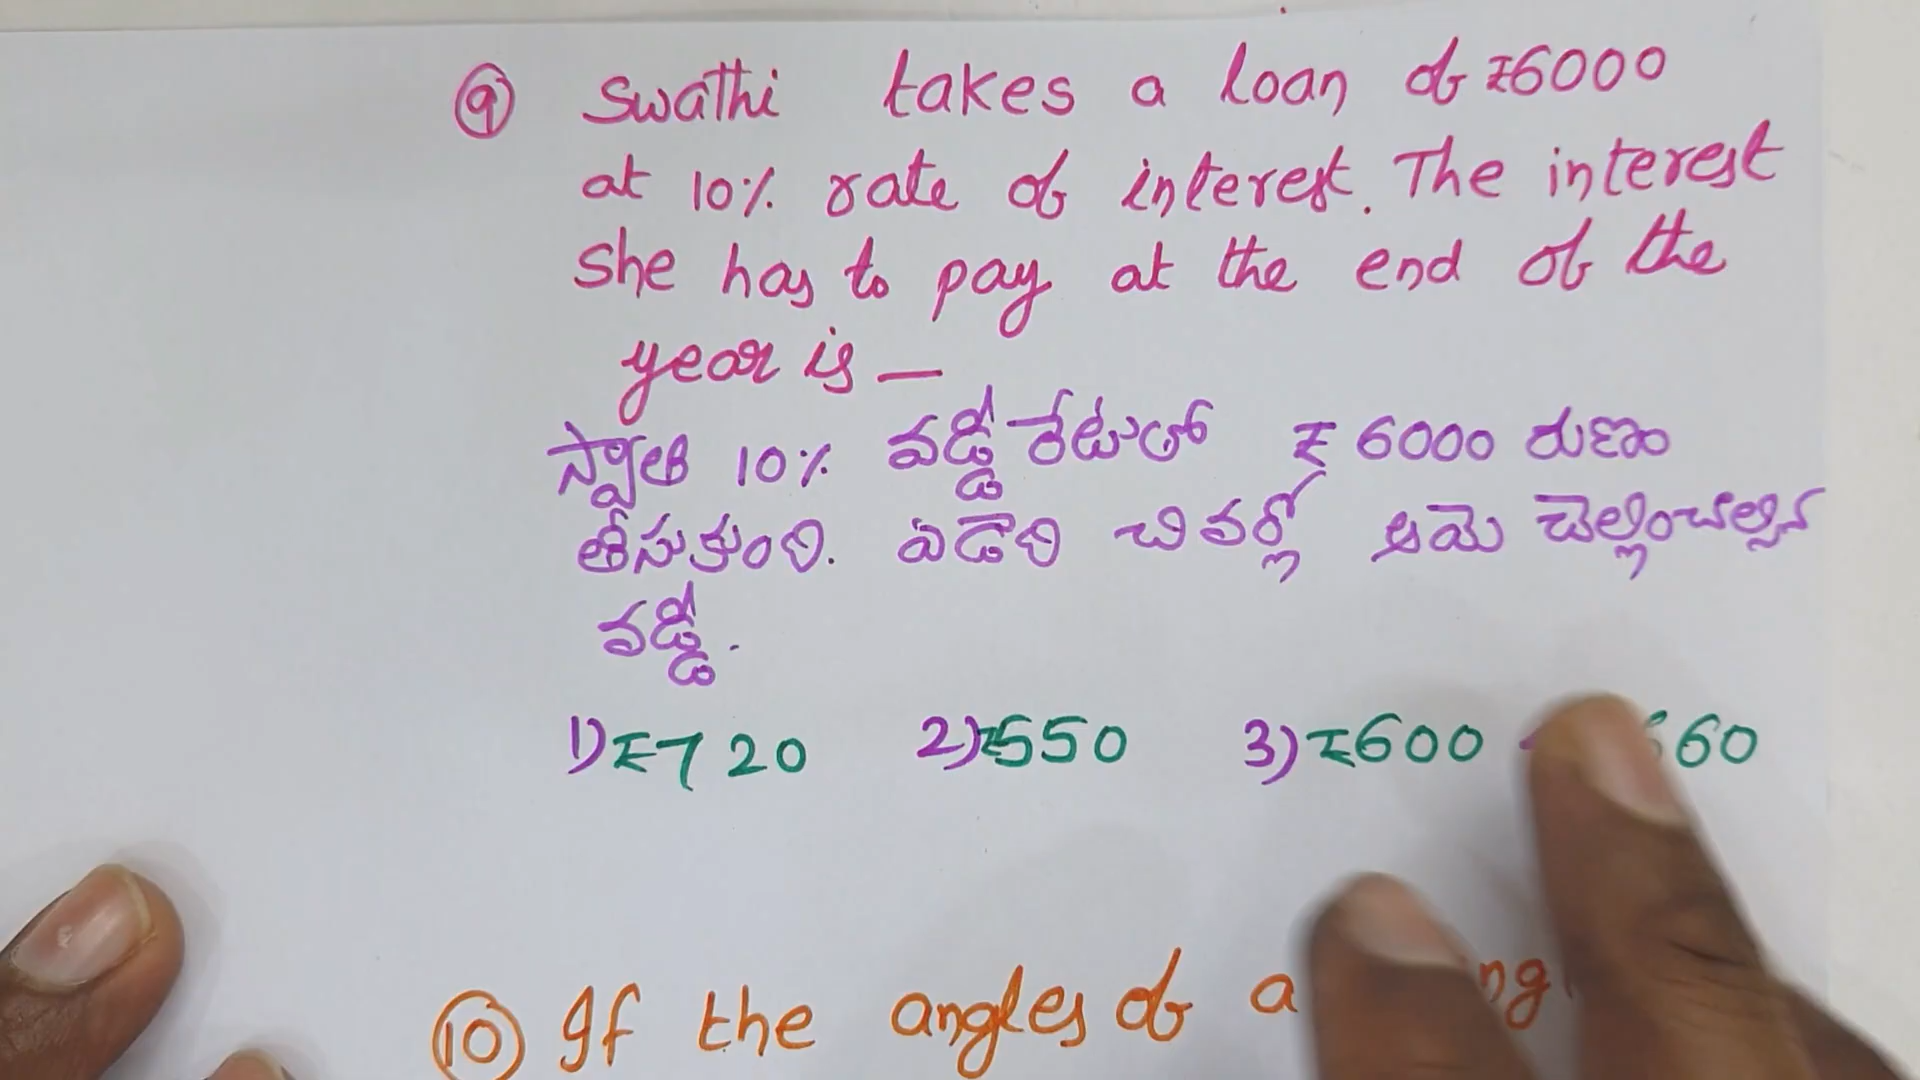 9 Swathi takes a loan of ₹6000
at 10% rate of interest. The interest
she has to pay at the end of the
year is —
స్వాతి 10% వడ్డీ రేటులో ₹6000 రుణం
తీసుకుంది. ఏడాది చివర్లో ఆమె చెల్లించాల్సిన
వడ్డీ.
1) ₹720 2) ₹550 3) ₹600 660
10 If the angles of a